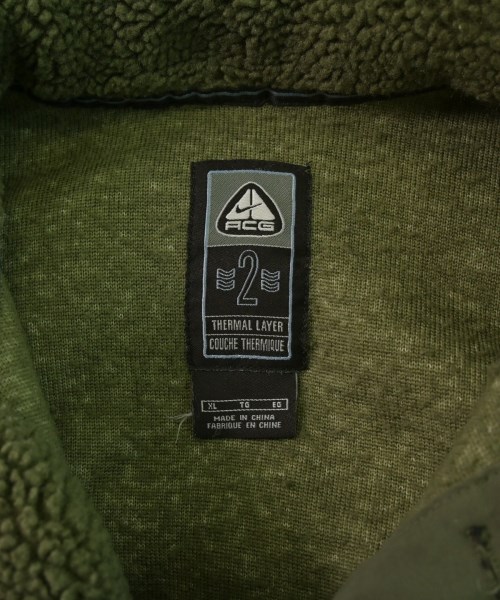 ACG
2
THERMAL LAYER
COUCHE THERMIQUE
XL TG EG
MADE IN CHINA
FABRIQUE EN CHINE